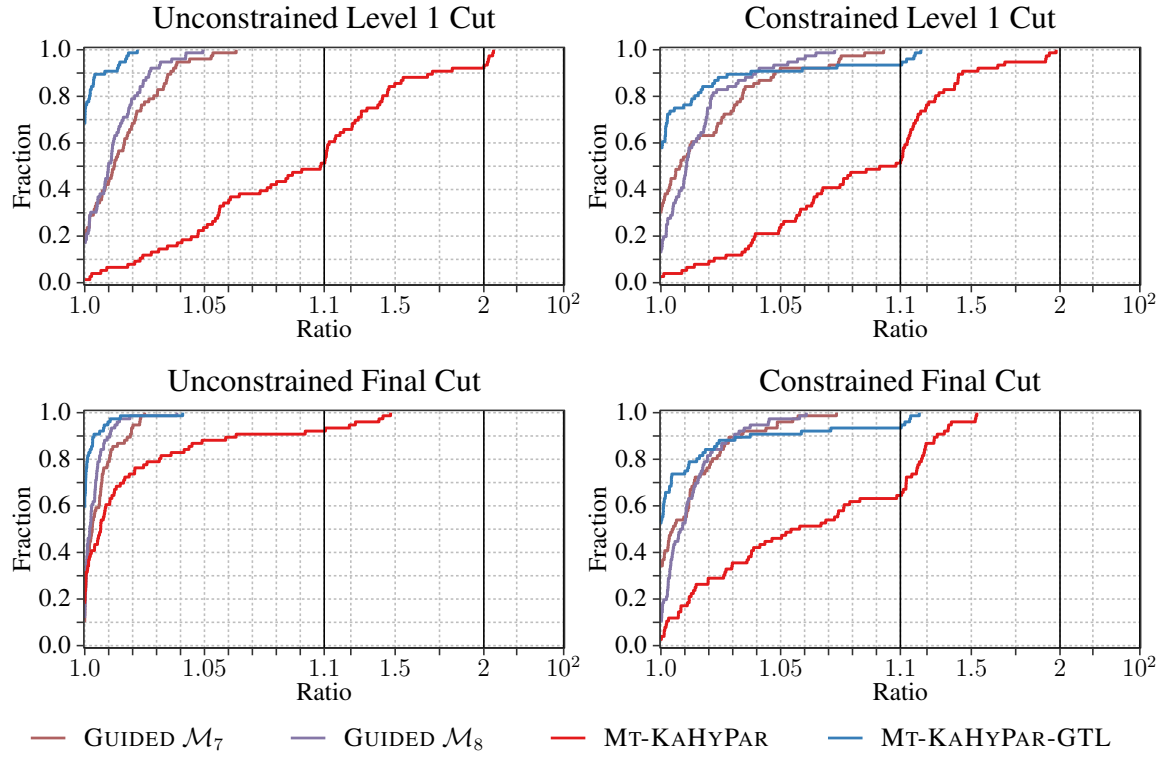 Unconstrained Level 1 Cut
Constrained Level 1 Cut
1.0
0.8
0.6
0.4
0.2
0.0
Fraction
1.0 1.05 1.1 1.5 2 10²
Ratio
1.0
0.8
0.6
0.4
0.2
0.0
Fraction
1.0 1.05 1.1 1.5 2 10²
Ratio
Unconstrained Final Cut
Constrained Final Cut
1.0
0.8
0.6
0.4
0.2
0.0
Fraction
1.0 1.05 1.1 1.5 2 10²
Ratio
1.0
0.8
0.6
0.4
0.2
0.0
Fraction
1.0 1.05 1.1 1.5 2 10²
Ratio
GUIDED ℳ₇ GUIDED ℳ₈ MT-KAHYPAR MT-KAHYPAR-GTL